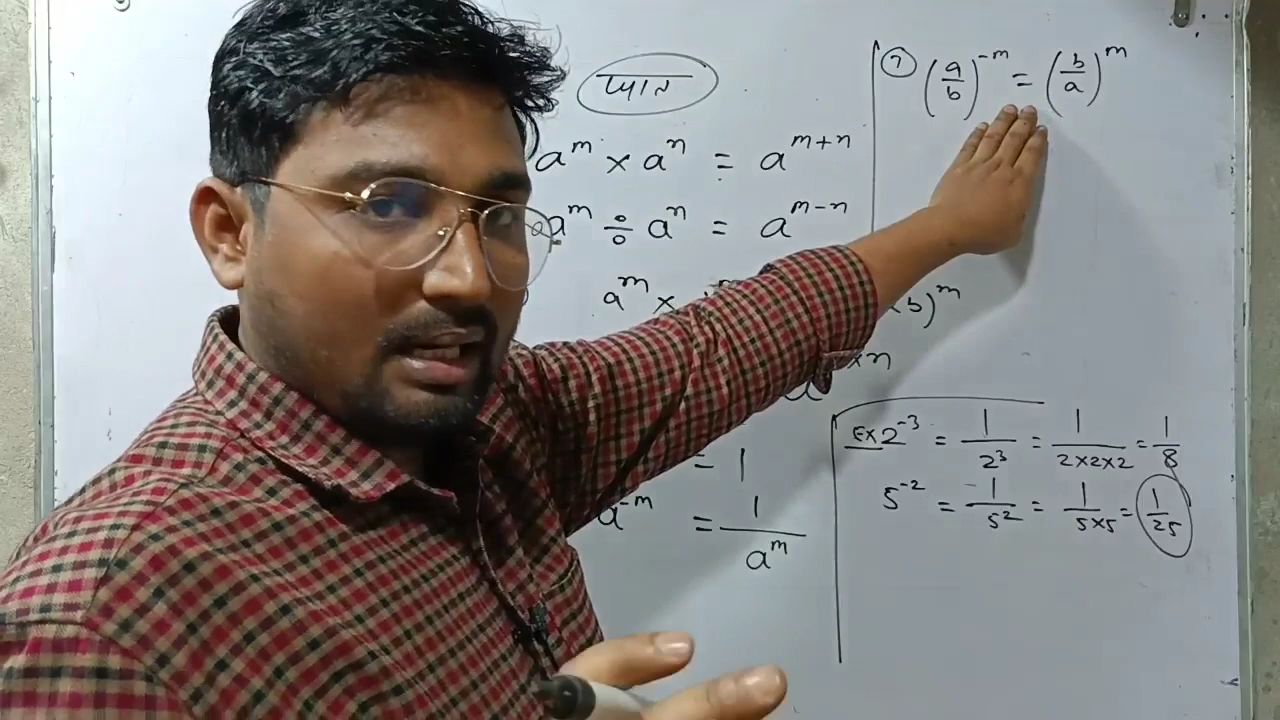 a^m × a^n = a^{m+n}
a^m ÷ a^n = a^{m-n}
a^m × b)^m
×n
= 1
a^{-m} = 1/a^m
⑦ (a/b)^{-m} = (b/a)^m
Ex 2^{-3} = 1/2^3 = 1/2×2×2 = 1/8
5^{-2} = 1/5^2 = 1/5×5 = 1/25